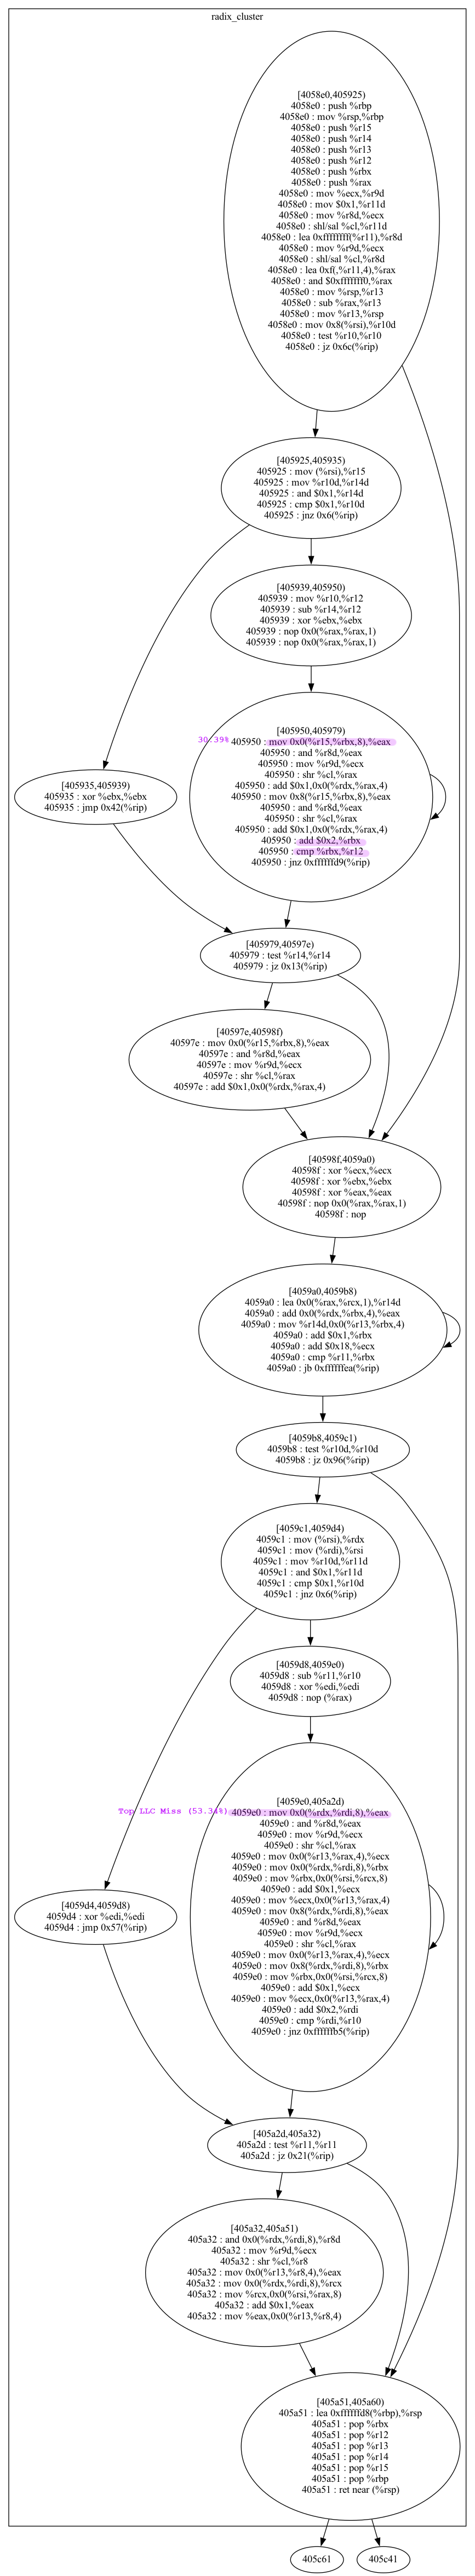 radix_cluster
[4058e0,405925)
4058e0 : push %rbp
4058e0 : mov %rsp,%rbp
4058e0 : push %r15
4058e0 : push %r14
4058e0 : push %r13
4058e0 : push %r12
4058e0 : push %rbx
4058e0 : push %rax
4058e0 : mov %ecx,%r9d
4058e0 : mov $0x1,%r11d
4058e0 : mov %r8d,%ecx
4058e0 : shl/sal %cl,%r11d
4058e0 : lea 0xffffffff(%r11),%r8d
4058e0 : mov %r9d,%ecx
4058e0 : shl/sal %cl,%r8d
4058e0 : lea 0xf(,%r11,4),%rax
4058e0 : and $0xfffffff0,%rax
4058e0 : mov %rsp,%r13
4058e0 : sub %rax,%r13
4058e0 : mov %r13,%rsp
4058e0 : mov 0x8(%rsi),%r10d
4058e0 : test %r10,%r10
4058e0 : jz 0x6c(%rip)
[405925,405935)
405925 : mov (%rsi),%r15
405925 : mov %r10d,%r14d
405925 : and $0x1,%r14d
405925 : cmp $0x1,%r10d
405925 : jnz 0x6(%rip)
[405939,405950)
405939 : mov %r10,%r12
405939 : sub %r14,%r12
405939 : xor %ebx,%ebx
405939 : nop 0x0(%rax,%rax,1)
405939 : nop 0x0(%rax,%rax,1)
[405950,405979)
30.39%
405950 : mov 0x0(%r15,%rbx,8),%eax
405950 : and %r8d,%eax
405950 : mov %r9d,%ecx
405950 : shr %cl,%rax
405950 : add $0x1,0x0(%rdx,%rax,4)
405950 : mov 0x8(%r15,%rbx,8),%eax
405950 : and %r8d,%eax
405950 : shr %cl,%rax
405950 : add $0x1,0x0(%rdx,%rax,4)
405950 : add $0x2,%rbx
405950 : cmp %rbx,%r12
405950 : jnz 0xffffffd9(%rip)
[405935,405939)
405935 : xor %ebx,%ebx
405935 : jmp 0x42(%rip)
[405979,40597e)
405979 : test %r14,%r14
405979 : jz 0x13(%rip)
[40597e,40598f)
40597e : mov 0x0(%r15,%rbx,8),%eax
40597e : and %r8d,%eax
40597e : mov %r9d,%ecx
40597e : shr %cl,%rax
40597e : add $0x1,0x0(%rdx,%rax,4)
[40598f,4059a0)
40598f : xor %ecx,%ecx
40598f : xor %ebx,%ebx
40598f : xor %eax,%eax
40598f : nop 0x0(%rax,%rax,1)
40598f : nop
[4059a0,4059b8)
4059a0 : lea 0x0(%rax,%rcx,1),%r14d
4059a0 : add 0x0(%rdx,%rbx,4),%eax
4059a0 : mov %r14d,0x0(%r13,%rbx,4)
4059a0 : add $0x1,%rbx
4059a0 : add $0x18,%ecx
4059a0 : cmp %r11,%rbx
4059a0 : jb 0xffffffea(%rip)
[4059b8,4059c1)
4059b8 : test %r10d,%r10d
4059b8 : jz 0x96(%rip)
[4059c1,4059d4)
4059c1 : mov (%rsi),%rdx
4059c1 : mov (%rdi),%rsi
4059c1 : mov %r10d,%r11d
4059c1 : and $0x1,%r11d
4059c1 : cmp $0x1,%r10d
4059c1 : jnz 0x6(%rip)
[4059d8,4059e0)
4059d8 : sub %r11,%r10
4059d8 : xor %edi,%edi
4059d8 : nop (%rax)
[4059e0,405a2d)
Top LLC Miss (53.34%)
4059e0 : mov 0x0(%rdx,%rdi,8),%eax
4059e0 : and %r8d,%eax
4059e0 : mov %r9d,%ecx
4059e0 : shr %cl,%rax
4059e0 : mov 0x0(%r13,%rax,4),%ecx
4059e0 : mov 0x0(%rdx,%rdi,8),%rbx
4059e0 : mov %rbx,0x0(%rsi,%rcx,8)
4059e0 : add $0x1,%ecx
4059e0 : mov %ecx,0x0(%r13,%rax,4)
4059e0 : mov 0x8(%rdx,%rdi,8),%eax
4059e0 : and %r8d,%eax
4059e0 : mov %r9d,%ecx
4059e0 : shr %cl,%rax
4059e0 : mov 0x0(%r13,%rax,4),%ecx
4059e0 : mov 0x8(%rdx,%rdi,8),%rbx
4059e0 : mov %rbx,0x0(%rsi,%rcx,8)
4059e0 : add $0x1,%ecx
4059e0 : mov %ecx,0x0(%r13,%rax,4)
4059e0 : add $0x2,%rdi
4059e0 : cmp %rdi,%r10
4059e0 : jnz 0xffffffb5(%rip)
[4059d4,4059d8)
4059d4 : xor %edi,%edi
4059d4 : jmp 0x57(%rip)
[405a2d,405a32)
405a2d : test %r11,%r11
405a2d : jz 0x21(%rip)
[405a32,405a51)
405a32 : and 0x0(%rdx,%rdi,8),%r8d
405a32 : mov %r9d,%ecx
405a32 : shr %cl,%r8
405a32 : mov 0x0(%r13,%r8,4),%eax
405a32 : mov 0x0(%rdx,%rdi,8),%rcx
405a32 : mov %rcx,0x0(%rsi,%rax,8)
405a32 : add $0x1,%eax
405a32 : mov %eax,0x0(%r13,%r8,4)
[405a51,405a60)
405a51 : lea 0xffffffd8(%rbp),%rsp
405a51 : pop %rbx
405a51 : pop %r12
405a51 : pop %r13
405a51 : pop %r14
405a51 : pop %r15
405a51 : pop %rbp
405a51 : ret near (%rsp)
405c61
405c41